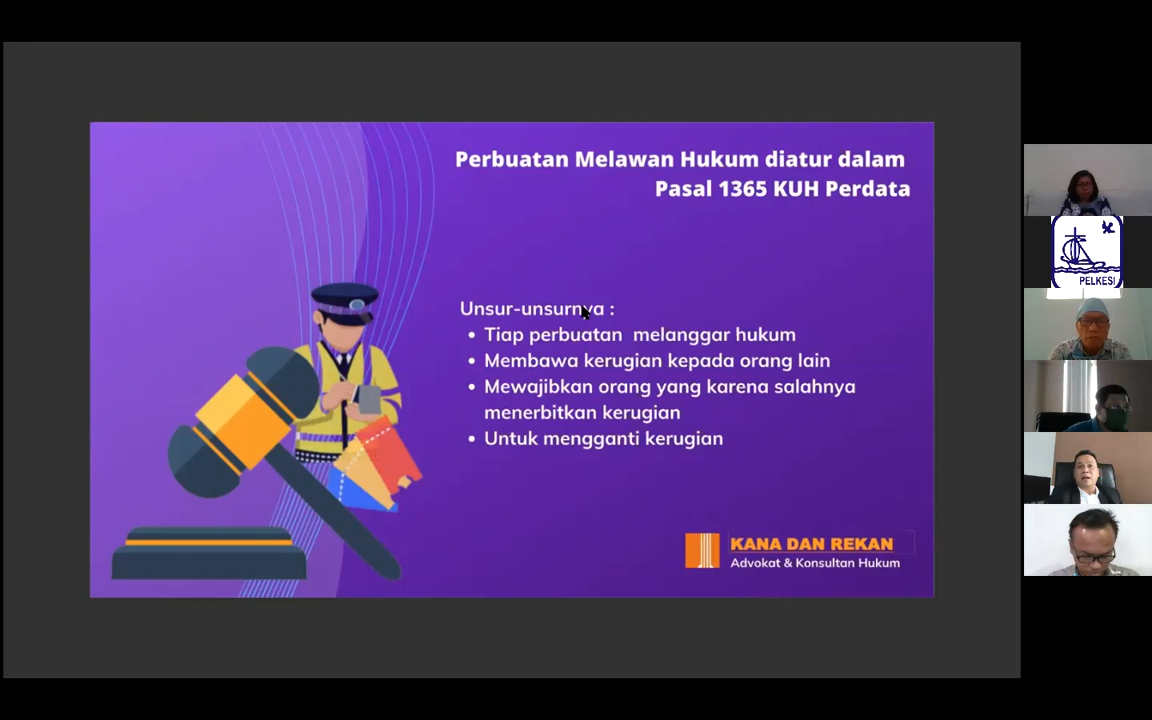 Perbuatan Melawan Hukum diatur dalam
Pasal 1365 KUH Perdata
Unsur-unsurnya :
• Tiap perbuatan melanggar hukum
• Membawa kerugian kepada orang lain
• Mewajibkan orang yang karena salahnya
menerbitkan kerugian
• Untuk mengganti kerugian
KANA DAN REKAN
Advokat & Konsultan Hukum
PELKESI